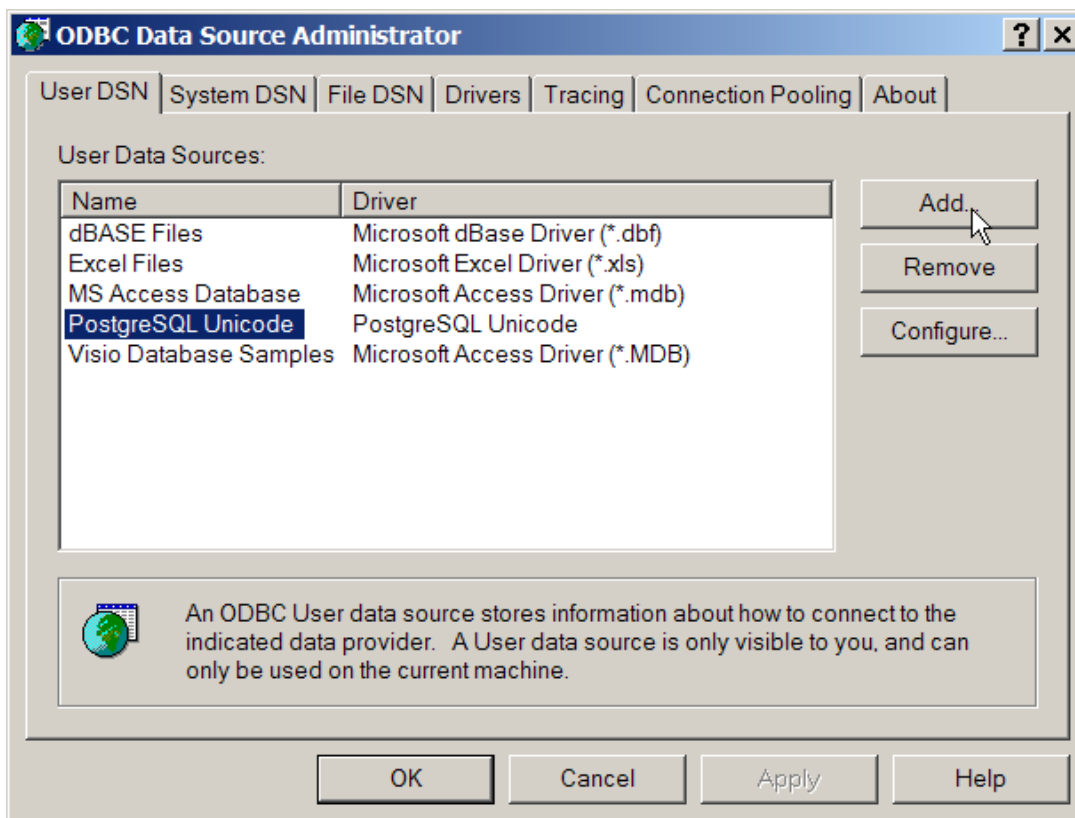 ODBC Data Source Administrator
User DSN System DSN File DSN Drivers Tracing Connection Pooling About
User Data Sources:
Name Driver
dBASE Files Microsoft dBase Driver (*.dbf)
Excel Files Microsoft Excel Driver (*.xls)
MS Access Database Microsoft Access Driver (*.mdb)
PostgreSQL Unicode PostgreSQL Unicode
Visio Database Samples Microsoft Access Driver (*.MDB)
Add...
Remove
Configure...
An ODBC User data source stores information about how to connect to the
indicated data provider. A User data source is only visible to you, and can
only be used on the current machine.
OK Cancel Apply Help